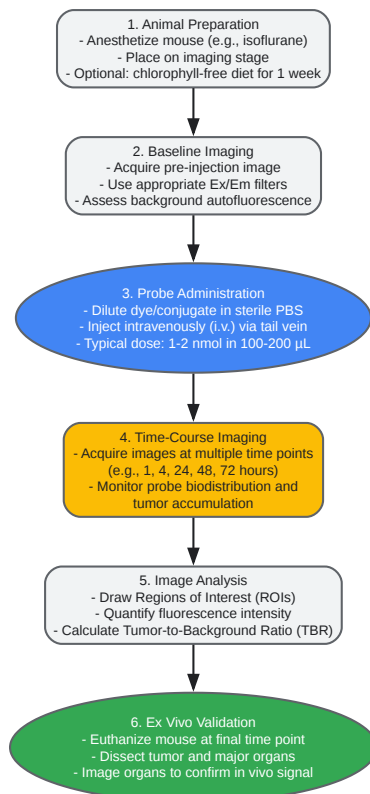 1. Animal Preparation
- Anesthetize mouse (e.g., isoflurane)
- Place on imaging stage
- Optional: chlorophyll-free diet for 1 week
2. Baseline Imaging
- Acquire pre-injection image
- Use appropriate Ex/Em filters
- Assess background autofluorescence
3. Probe Administration
- Dilute dye/conjugate in sterile PBS
- Inject intravenously (i.v.) via tail vein
- Typical dose: 1-2 nmol in 100-200 µL
4. Time-Course Imaging
- Acquire images at multiple time points
(e.g., 1, 4, 24, 48, 72 hours)
- Monitor probe biodistribution and
tumor accumulation
5. Image Analysis
- Draw Regions of Interest (ROIs)
- Quantify fluorescence intensity
- Calculate Tumor-to-Background Ratio (TBR)
6. Ex Vivo Validation
- Euthanize mouse at final time point
- Dissect tumor and major organs
- Image organs to confirm in vivo signal